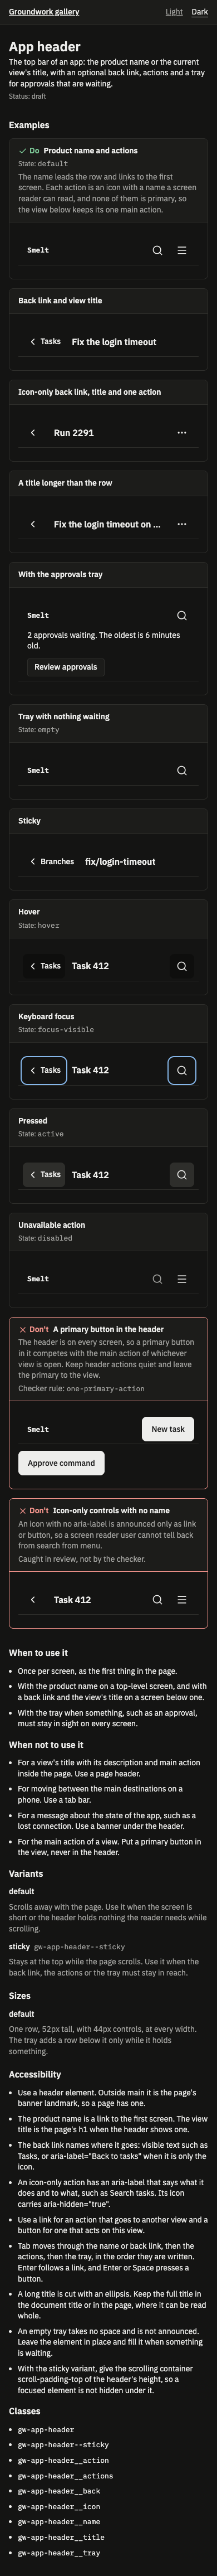 Groundwork gallery
Light
Dark
App header
The top bar of an app: the product name or the current
view's title, with an optional back link, actions and a tray
for approvals that are waiting.
Status: draft
Examples
Do Product name and actions
State: default
The name leads the row and links to the first
screen. Each action is an icon with a name a screen
reader can read, and none of them is primary, so
the view below keeps its one main action.
Smelt
Back link and view title
Tasks
Fix the login timeout
Icon-only back link, title and one action
Run 2291
A title longer than the row
Fix the login timeout on ...
With the approvals tray
Smelt
2 approvals waiting. The oldest is 6 minutes
old.
Review approvals
Tray with nothing waiting
State: empty
Smelt
Sticky
Branches
fix/login-timeout
Hover
State: hover
Tasks
Task 412
Keyboard focus
State: focus-visible
Tasks
Task 412
Pressed
State: active
Tasks
Task 412
Unavailable action
State: disabled
Smelt
Don't A primary button in the header
The header is on every screen, so a primary button
in it competes with the main action of whichever
view is open. Keep header actions quiet and leave
the primary to the view.
Checker rule: one-primary-action
Smelt
New task
Approve command
Don't Icon-only controls with no name
An icon with no aria-label is announced only as link
or button, so a screen reader user cannot tell back
from search from menu.
Caught in review, not by the checker.
Task 412
When to use it
Once per screen, as the first thing in the page.
With the product name on a top-level screen, and with
a back link and the view's title on a screen below one.
With the tray when something, such as an approval,
must stay in sight on every screen.
When not to use it
For a view's title with its description and main action
inside the page. Use a page header.
For moving between the main destinations on a
phone. Use a tab bar.
For a message about the state of the app, such as a
lost connection. Use a banner under the header.
For the main action of a view. Put a primary button in
the view, never in the header.
Variants
default
Scrolls away with the page. Use it when the screen is
short or the header holds nothing the reader needs while
scrolling.
sticky gw-app-header--sticky
Stays at the top while the page scrolls. Use it when the
back link, the actions or the tray must stay in reach.
Sizes
default
One row, 52px tall, with 44px controls, at every width.
The tray adds a row below it only while it holds
something.
Accessibility
Use a header element. Outside main it is the page's
banner landmark, so a page has one.
The product name is a link to the first screen. The view
title is the page's h1 when the header shows one.
The back link names where it goes: visible text such as
Tasks, or aria-label="Back to tasks" when it is only the
icon.
An icon-only action has an aria-label that says what it
does and to what, such as Search tasks. Its icon
carries aria-hidden="true".
Use a link for an action that goes to another view and a
button for one that acts on this view.
Tab moves through the name or back link, then the
actions, then the tray, in the order they are written.
Enter follows a link, and Enter or Space presses a
button.
A long title is cut with an ellipsis. Keep the full title in
the document title or in the page, where it can be read
whole.
An empty tray takes no space and is not announced.
Leave the element in place and fill it when something
is waiting.
With the sticky variant, give the scrolling container
scroll-padding-top of the header's height, so a
focused element is not hidden under it.
Classes
gw-app-header
gw-app-header--sticky
gw-app-header__action
gw-app-header__actions
gw-app-header__back
gw-app-header__icon
gw-app-header__name
gw-app-header__title
gw-app-header__tray